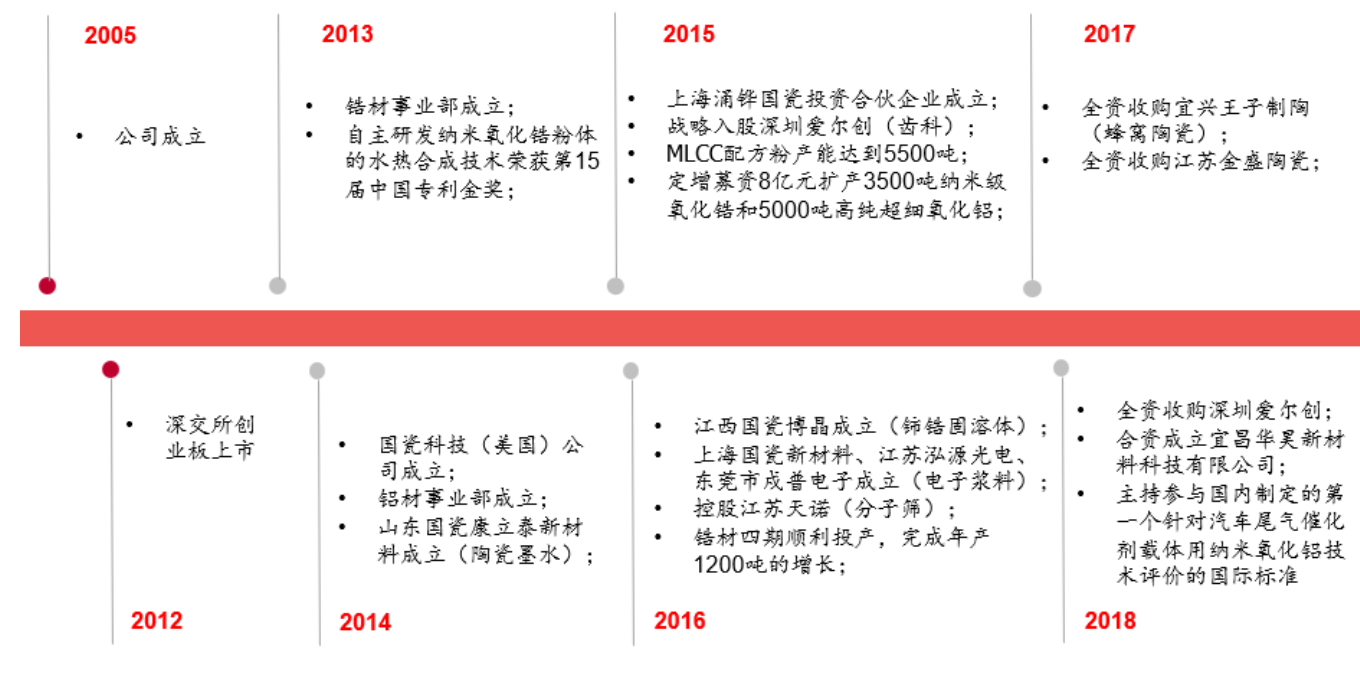 2005
• 公司成立
2013
• 锆材事业部成立；
• 自主研发纳米氧化锆粉体
的水热合成技术荣获第15
届中国专利金奖；
2015
• 上海涌铧国瓷投资合伙企业成立；
• 战略入股深圳爱尔创（齿科）；
• MLCC配方粉产能达到5500吨；
• 定增募资8亿元扩产3500吨纳米级
氧化锆和5000吨高纯超细氧化铝；
2017
• 全资收购宜兴王子制陶
（蜂窝陶瓷）；
• 全资收购江苏金盛陶瓷；
• 深交所创
业板上市
2012
• 国瓷科技（美国）公
司成立；
• 铝材事业部成立；
• 山东国瓷康立泰新材
料成立（陶瓷墨水）；
2014
• 江西国瓷博晶成立（铈锆固溶体）；
• 上海国瓷新材料、江苏泓源光电、
东莞市戍普电子成立（电子浆料）；
• 控股江苏天诺（分子筛）；
• 锆材四期顺利投产，完成年产
1200吨的增长；
2016
• 全资收购深圳爱尔创；
• 合资成立宜昌华昊新材
料科技有限公司；
• 主持参与国内制定的第
一个针对汽车尾气催化
剂载体用纳米氧化铝技
术评价的国际标准
2018